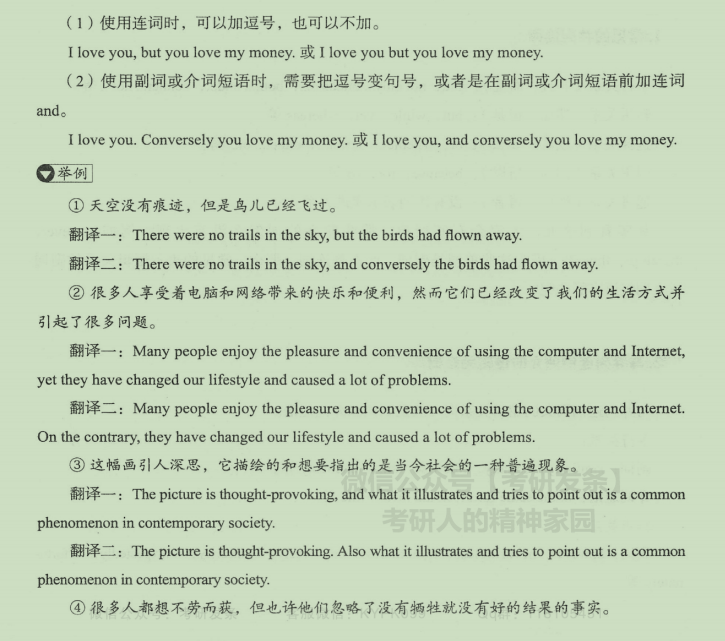 （1）使用连词时，可以加逗号，也可以不加。
I love you, but you love my money. 或 I love you but you love my money.
（2）使用副词或介词短语时，需要把逗号变句号，或者是在副词或介词短语前加连词
and。
I love you. Conversely you love my money. 或 I love you, and conversely you love my money.
举例
① 天空没有痕迹，但是鸟儿已经飞过。
翻译一：There were no trails in the sky, but the birds had flown away.
翻译二：There were no trails in the sky, and conversely the birds had flown away.
② 很多人享受着电脑和网络带来的快乐和便利，然而它们已经改变了我们的生活方式并
引起了很多问题。
翻译一：Many people enjoy the pleasure and convenience of using the computer and Internet,
yet they have changed our lifestyle and caused a lot of problems.
翻译二：Many people enjoy the pleasure and convenience of using the computer and Internet.
On the contrary, they have changed our lifestyle and caused a lot of problems.
③ 这幅画引人深思，它描绘的和想要指出的是当今社会的一种普遍现象。
微信公众号【考研发条】
翻译一：The picture is thought-provoking, and what it illustrates and tries to point out is a common
phenomenon in contemporary society.
考研人的精神家园
翻译二：The picture is thought-provoking. Also what it illustrates and tries to point out is a common
phenomenon in contemporary society.
④ 很多人都想不劳而获，但也许他们忽略了没有牺牲就没有好的结果的事实。